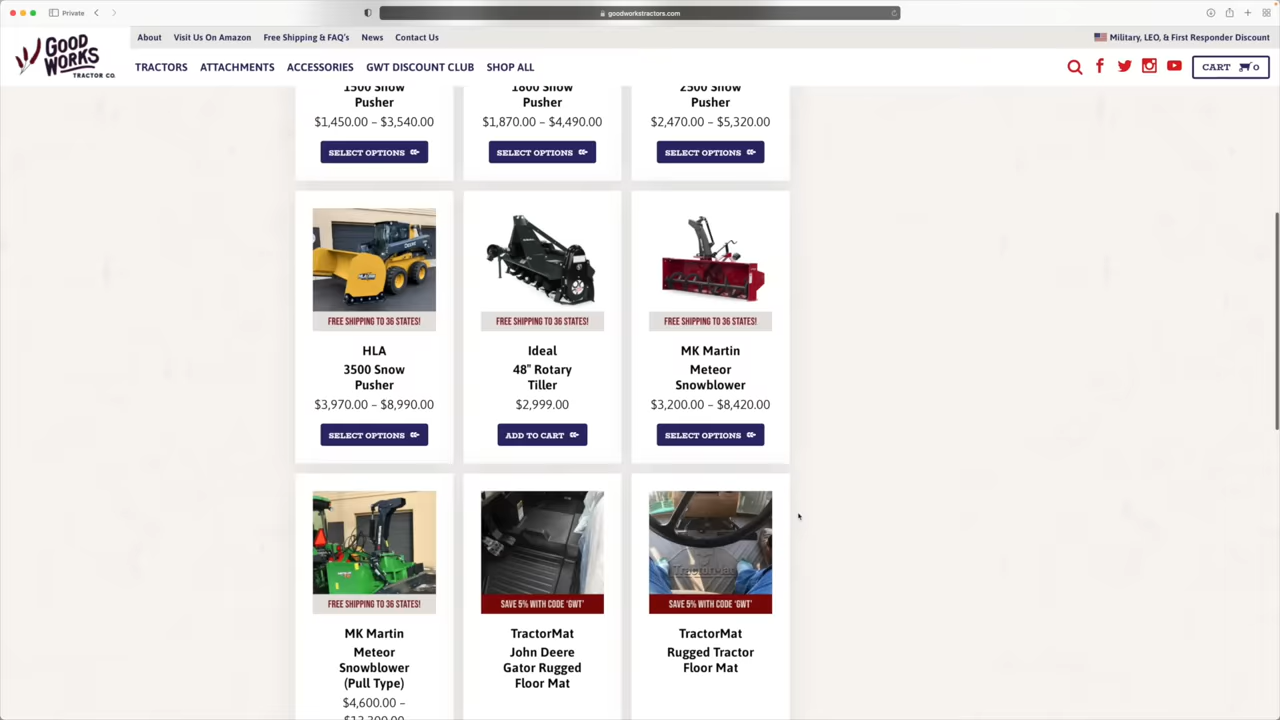 Private
goodworkstractors.com
GOOD
WORKS
TRACTOR CO.
About
Visit Us On Amazon
Free Shipping & FAQ's
News
Contact Us
Military, LEO, & First Responder Discount
TRACTORS
ATTACHMENTS
ACCESSORIES
GWT DISCOUNT CLUB
SHOP ALL
CART 0
1500 Snow
Pusher
$1,450.00 – $3,540.00
SELECT OPTIONS
1800 Snow
Pusher
$1,870.00 – $4,490.00
SELECT OPTIONS
2500 Snow
Pusher
$2,470.00 – $5,320.00
SELECT OPTIONS
FREE SHIPPING TO 36 STATES!
HLA
3500 Snow
Pusher
$3,970.00 – $8,990.00
SELECT OPTIONS
FREE SHIPPING TO 36 STATES!
Ideal
48" Rotary
Tiller
$2,999.00
ADD TO CART
FREE SHIPPING TO 36 STATES!
MK Martin
Meteor
Snowblower
$3,200.00 – $8,420.00
SELECT OPTIONS
FREE SHIPPING TO 36 STATES!
MK Martin
Meteor
Snowblower
(Pull Type)
$4,600.00 –
SAVE 5% WITH CODE 'GWT'
TractorMat
John Deere
Gator Rugged
Floor Mat
TractorMat
SAVE 5% WITH CODE 'GWT'
TractorMat
Rugged Tractor
Floor Mat